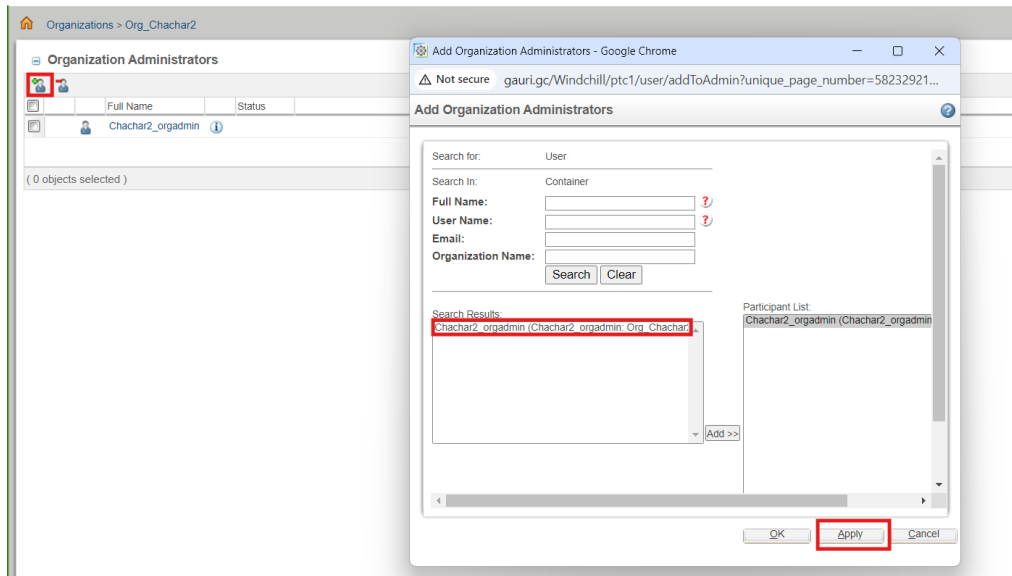 Organizations > Org_Chachar2
Organization Administrators
Full Name Status
Chachar2_orgadmin
( 0 objects selected )
Add Organization Administrators - Google Chrome
Not secure gauri.gc/Windchill/ptc1/user/addToAdmin?unique_page_number=58232921...
Add Organization Administrators
Search for: User
Search In: Container
Full Name:
User Name:
Email:
Organization Name:
Search Clear
Search Results:
Chachar2_orgadmin (Chachar2_orgadmin: Org_Chachar2
Add >>
Participant List:
Chachar2_orgadmin (Chachar2_orgadmin
OK Apply Cancel